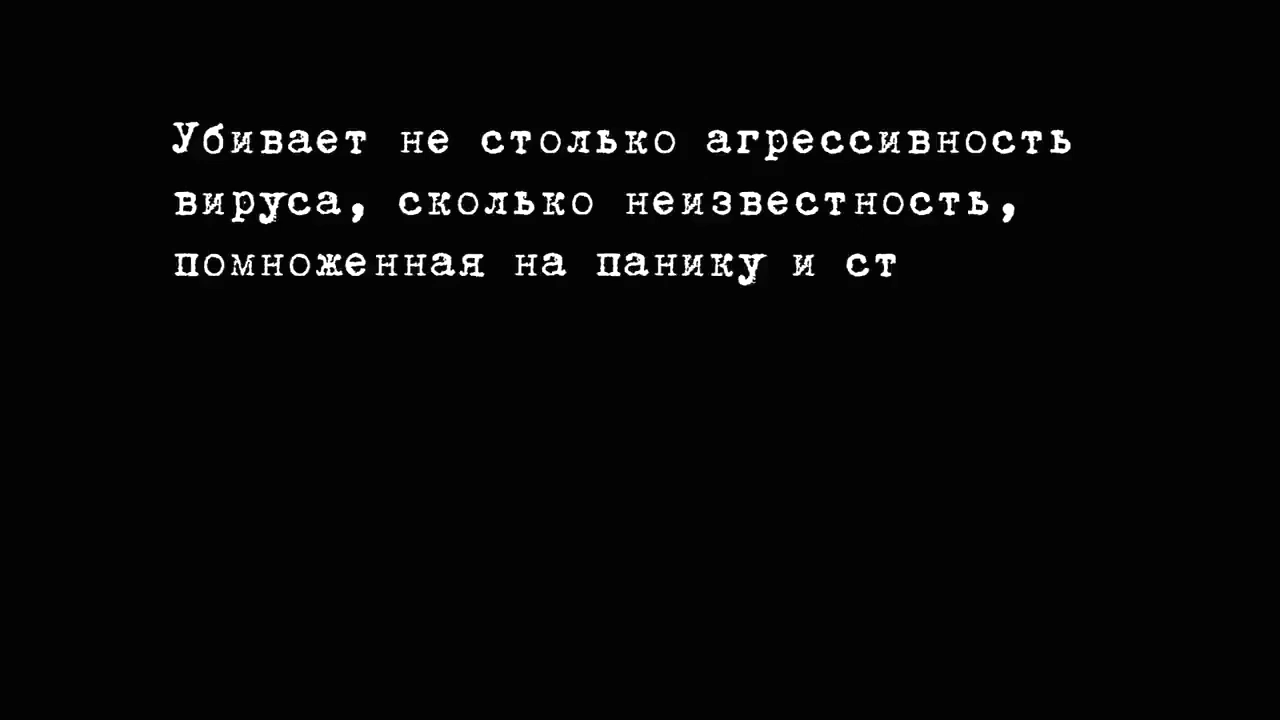 Убивает не столько агрессивность
вируса, сколько неизвестность,
помноженная на панику и ст